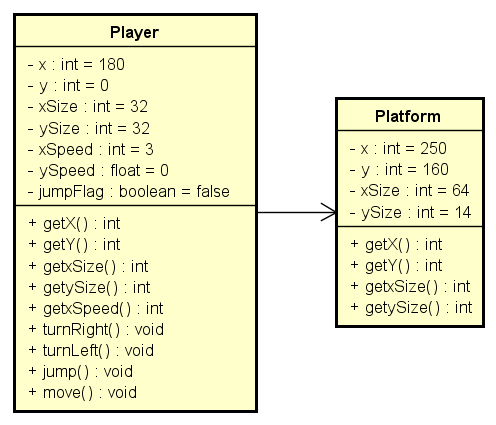 Player
- x : int = 180
- y : int = 0
- xSize : int = 32
- ySize : int = 32
- xSpeed : int = 3
- ySpeed : float = 0
- jumpFlag : boolean = false
+ getX() : int
+ getY() : int
+ getxSize() : int
+ getySize() : int
+ getxSpeed() : int
+ turnRight() : void
+ turnLeft() : void
+ jump() : void
+ move() : void
Platform
- x : int = 250
- y : int = 160
- xSize : int = 64
- ySize : int = 14
+ getX() : int
+ getY() : int
+ getxSize() : int
+ getySize() : int